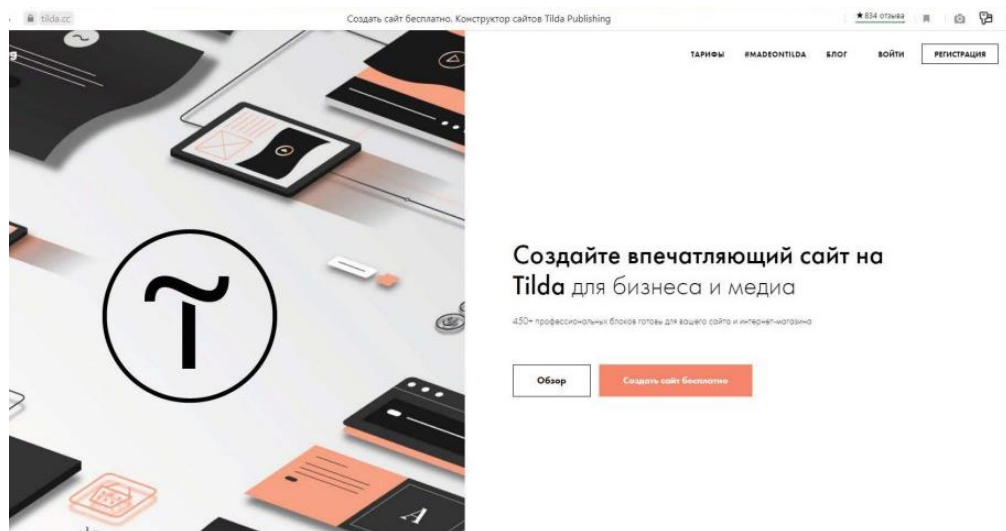 tilda.cc
Создать сайт бесплатно. Конструктор сайтов Tilda Publishing
★ 834 отзыва
ТАРИФЫ #MADEONTILDA БЛОГ ВОЙТИ РЕГИСТРАЦИЯ
Создайте впечатляющий сайт на
Tilda для бизнеса и медиа
450+ профессиональных блоков готовы для вашего сайта и интернет-магазина
Обзор Создать сайт бесплатно
A